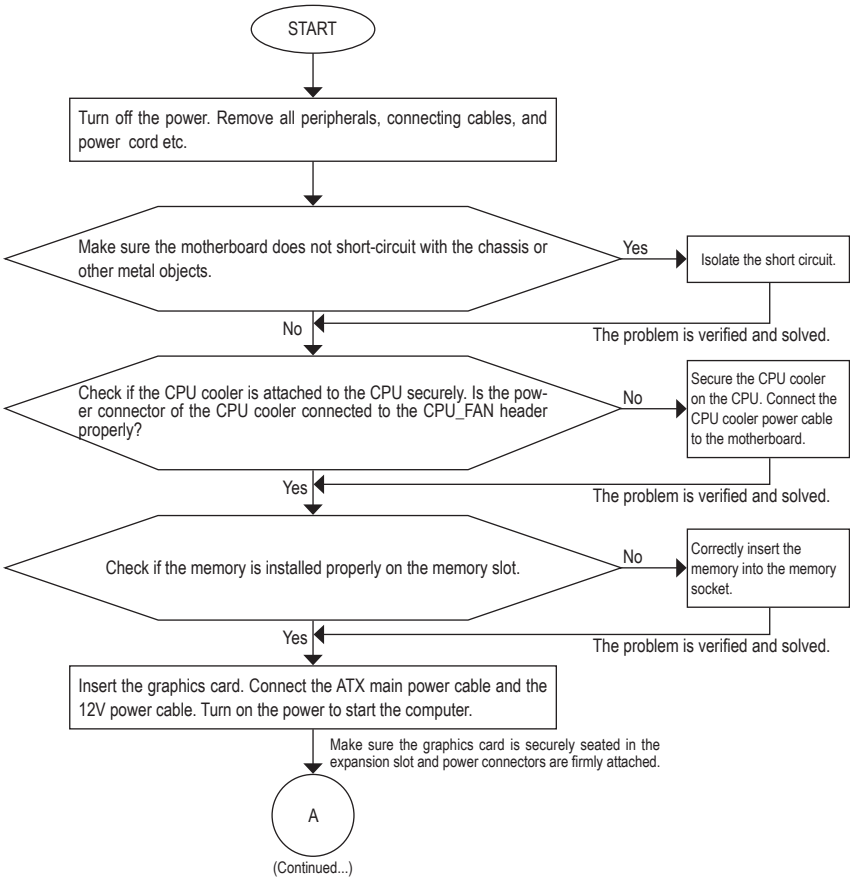 START
Turn off the power. Remove all peripherals, connecting cables, and
power cord etc.
Make sure the motherboard does not short-circuit with the chassis or
other metal objects.
Yes
Isolate the short circuit.
No
The problem is verified and solved.
Check if the CPU cooler is attached to the CPU securely. Is the pow-
er connector of the CPU cooler connected to the CPU_FAN header
properly?
No
Secure the CPU cooler
on the CPU. Connect the
CPU cooler power cable
to the motherboard.
Yes
The problem is verified and solved.
Check if the memory is installed properly on the memory slot.
No
Correctly insert the
memory into the memory
socket.
Yes
The problem is verified and solved.
Insert the graphics card. Connect the ATX main power cable and the
12V power cable. Turn on the power to start the computer.
Make sure the graphics card is securely seated in the
expansion slot and power connectors are firmly attached.
A
(Continued...)